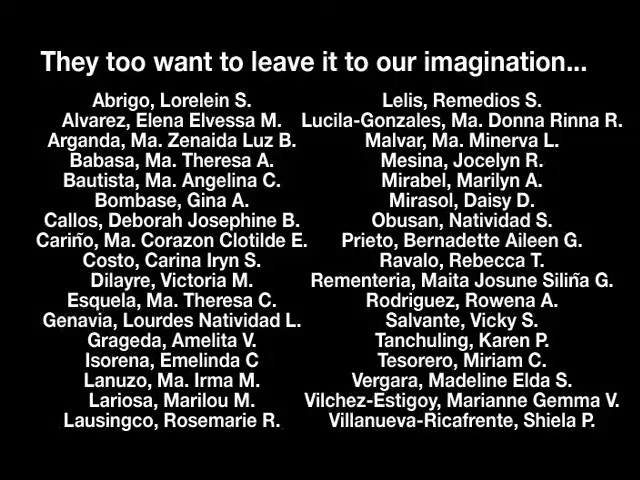 They too want to leave it to our imagination...
Abrigo, Lorelein S.
Alvarez, Elena Elvessa M.
Arganda, Ma. Zenaida Luz B.
Babasa, Ma. Theresa A.
Bautista, Ma. Angelina C.
Bombase, Gina A.
Callos, Deborah Josephine B.
Cariño, Ma. Corazon Clotilde E.
Costo, Carina Iryn S.
Dilayre, Victoria M.
Esquela, Ma. Theresa C.
Genavia, Lourdes Natividad L.
Grageda, Amelita V.
Isorena, Emelinda C
Lanuzo, Ma. Irma M.
Lariosa, Marilou M.
Lausingco, Rosemarie R.
Lelis, Remedios S.
Lucila-Gonzales, Ma. Donna Rinna R.
Malvar, Ma. Minerva L.
Mesina, Jocelyn R.
Mirabel, Marilyn A.
Mirasol, Daisy D.
Obusan, Natividad S.
Prieto, Bernadette Aileen G.
Ravalo, Rebecca T.
Rementeria, Maita Josune Siliña G.
Rodriguez, Rowena A.
Salvante, Vicky S.
Tanchuling, Karen P.
Tesorero, Miriam C.
Vergara, Madeline Elda S.
Vilchez-Estigoy, Marianne Gemma V.
Villanueva-Ricafrente, Shiela P.